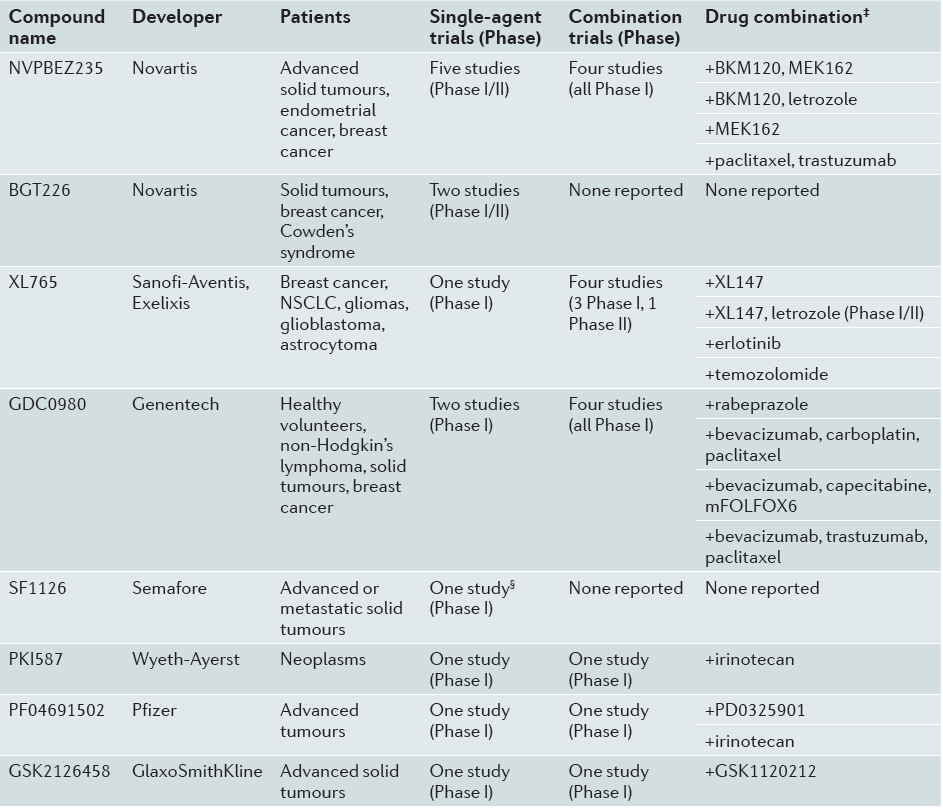 Compound name
Developer
Patients
Single-agent trials (Phase)
Combination trials (Phase)
Drug combination‡
NVPBEZ235
Novartis
Advanced
solid tumours,
endometrial
cancer, breast
cancer
Five studies
(Phase I/II)
Four studies
(all Phase I)
+BKM120, MEK162
+BKM120, letrozole
+MEK162
+paclitaxel, trastuzumab
BGT226
Novartis
Solid tumours,
breast cancer,
Cowden’s
syndrome
Two studies
(Phase I/II)
None reported
None reported
XL765
Sanofi-Aventis,
Exelixis
Breast cancer,
NSCLC, gliomas,
glioblastoma,
astrocytoma
One study
(Phase I)
Four studies
(3 Phase I, 1
Phase II)
+XL147
+XL147, letrozole (Phase I/II)
+erlotinib
+temozolomide
GDC0980
Genentech
Healthy
volunteers,
non-Hodgkin’s
lymphoma, solid
tumours, breast
cancer
Two studies
(Phase I)
Four studies
(all Phase I)
+rabeprazole
+bevacizumab, carboplatin,
paclitaxel
+bevacizumab, capecitabine,
mFOLFOX6
+bevacizumab, trastuzumab,
paclitaxel
SF1126
Semafore
Advanced or
metastatic solid
tumours
One study§
(Phase I)
None reported
None reported
PKI587
Wyeth-Ayerst
Neoplasms
One study
(Phase I)
One study
(Phase I)
+irinotecan
PF04691502
Pfizer
Advanced
tumours
One study
(Phase I)
One study
(Phase I)
+PD0325901
+irinotecan
GSK2126458
GlaxoSmithKline
Advanced solid
tumours
One study
(Phase I)
One study
(Phase I)
+GSK1120212